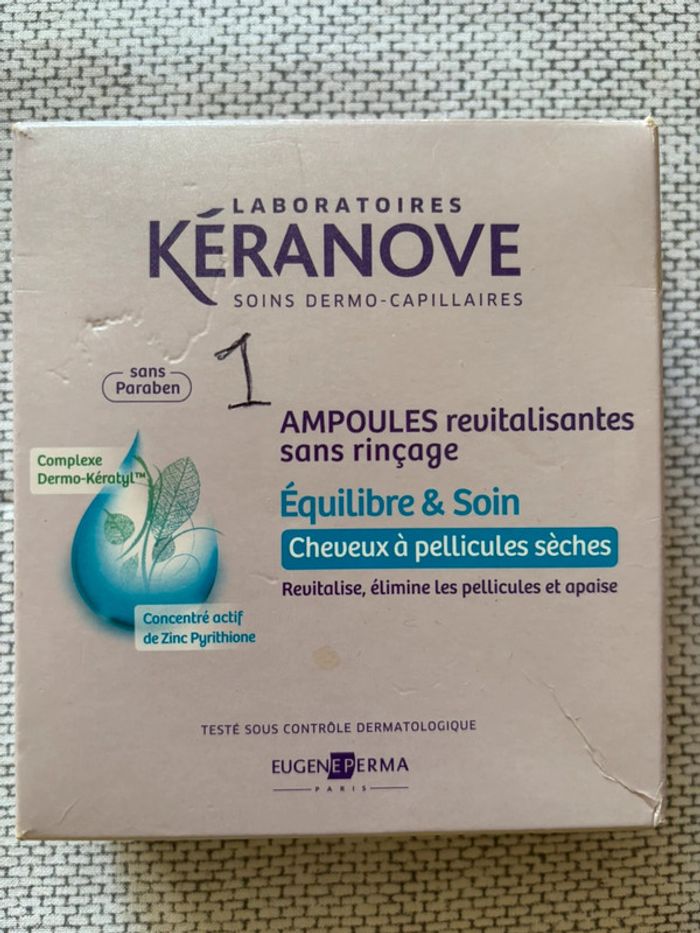 LABORATOIRES
KÉRANOVE
SOINS DERMO-CAPILLAIRES
1
sans
Paraben
AMPOULES revitalisantes
sans rinçage
Complexe
Dermo-Kératyl™
Équilibre & Soin
Cheveux à pellicules sèches
Revitalise, élimine les pellicules et apaise
Concentré actif
de Zinc Pyrithione
TESTÉ SOUS CONTRÔLE DERMATOLOGIQUE
EUGENEPERMA
PARIS